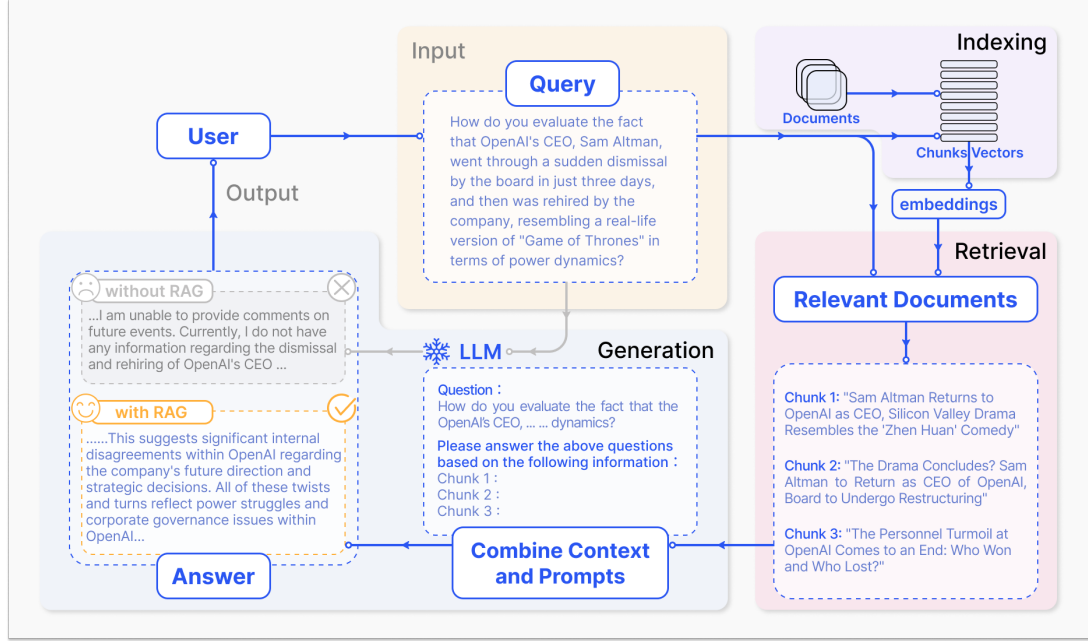 Input
Query
How do you evaluate the fact
that OpenAI's CEO, Sam Altman,
went through a sudden dismissal
by the board in just three days,
and then was rehired by the
company, resembling a real-life
version of "Game of Thrones" in
terms of power dynamics?
Indexing
Documents
Chunks Vectors
embeddings
User
Output
Retrieval
Relevant Documents
Chunk 1: "Sam Altman Returns to
OpenAI as CEO, Silicon Valley Drama
Resembles the 'Zhen Huan' Comedy"
Chunk 2: "The Drama Concludes? Sam
Altman to Return as CEO of OpenAI,
Board to Undergo Restructuring"
Chunk 3: "The Personnel Turmoil at
OpenAI Comes to an End: Who Won
and Who Lost?"
without RAG
...I am unable to provide comments on
future events. Currently, I do not have
any information regarding the dismissal
and rehiring of OpenAI's CEO ...
with RAG
......This suggests significant internal
disagreements within OpenAI regarding
the company's future direction and
strategic decisions. All of these twists
and turns reflect power struggles and
corporate governance issues within
OpenAI...
Answer
LLM
Generation
Question：
How do you evaluate the fact that the
OpenAI's CEO, ... ... dynamics?
Please answer the above questions
based on the following information：
Chunk 1：
Chunk 2：
Chunk 3：
Combine Context
and Prompts